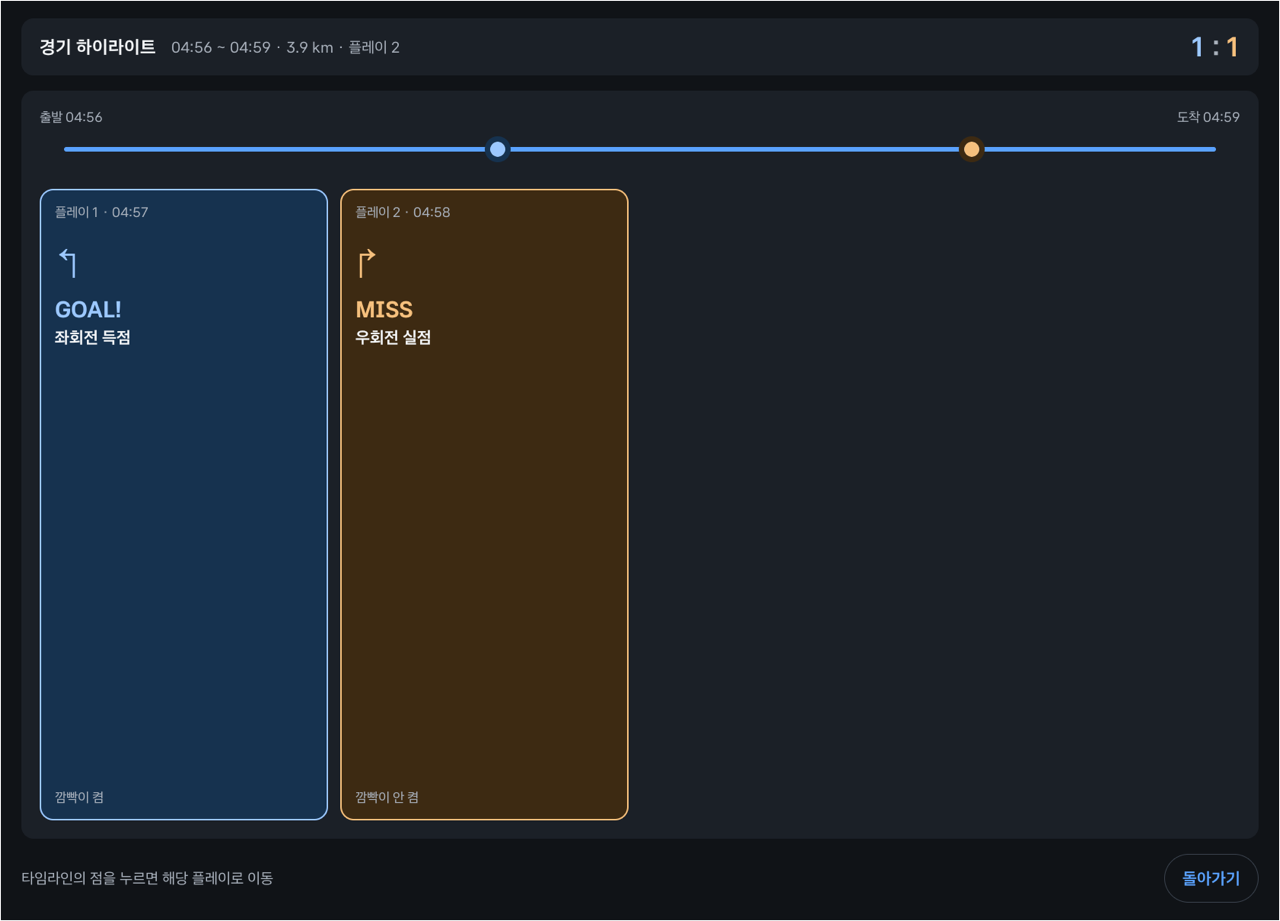 경기 하이라이트 04:56 ~ 04:59 · 3.9 km · 플레이 2
1 : 1
출발 04:56
도착 04:59
플레이 1 · 04:57
GOAL!
좌회전 득점
깜빡이 켬
플레이 2 · 04:58
MISS
우회전 실점
깜빡이 안 켬
타임라인의 점을 누르면 해당 플레이로 이동
돌아가기